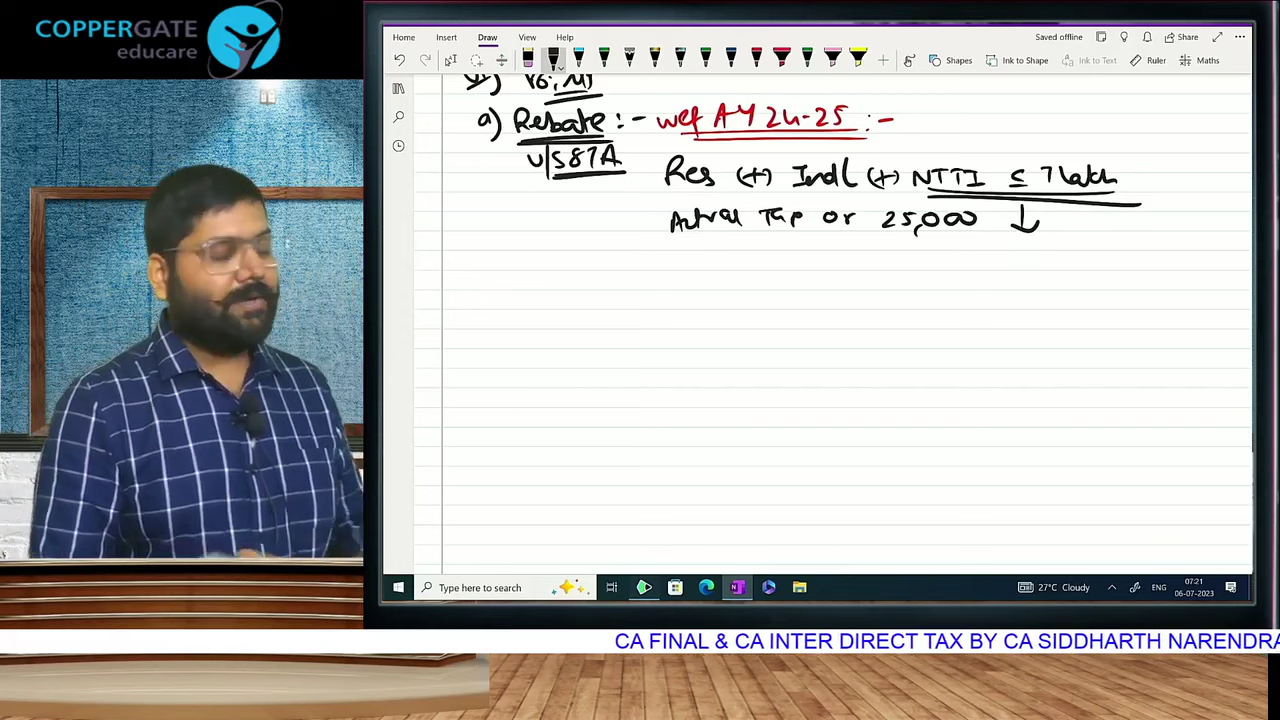 COPPERGATE
educare
Home Insert Draw View Help
Saved offline Share
Shapes Ink to Shape Ink to Text Ruler Maths
a) Rebate :- wef AY 24-25 :-
u/s 87A
Res (+) Indl (+) NTTI ≤ 7 lakh
Actual Tax or 25,000 ↓
Type here to search
27°C Cloudy ENG 07:21
06-07-2023
CA FINAL & CA INTER DIRECT TAX BY CA SIDDHARTH NARENDRA